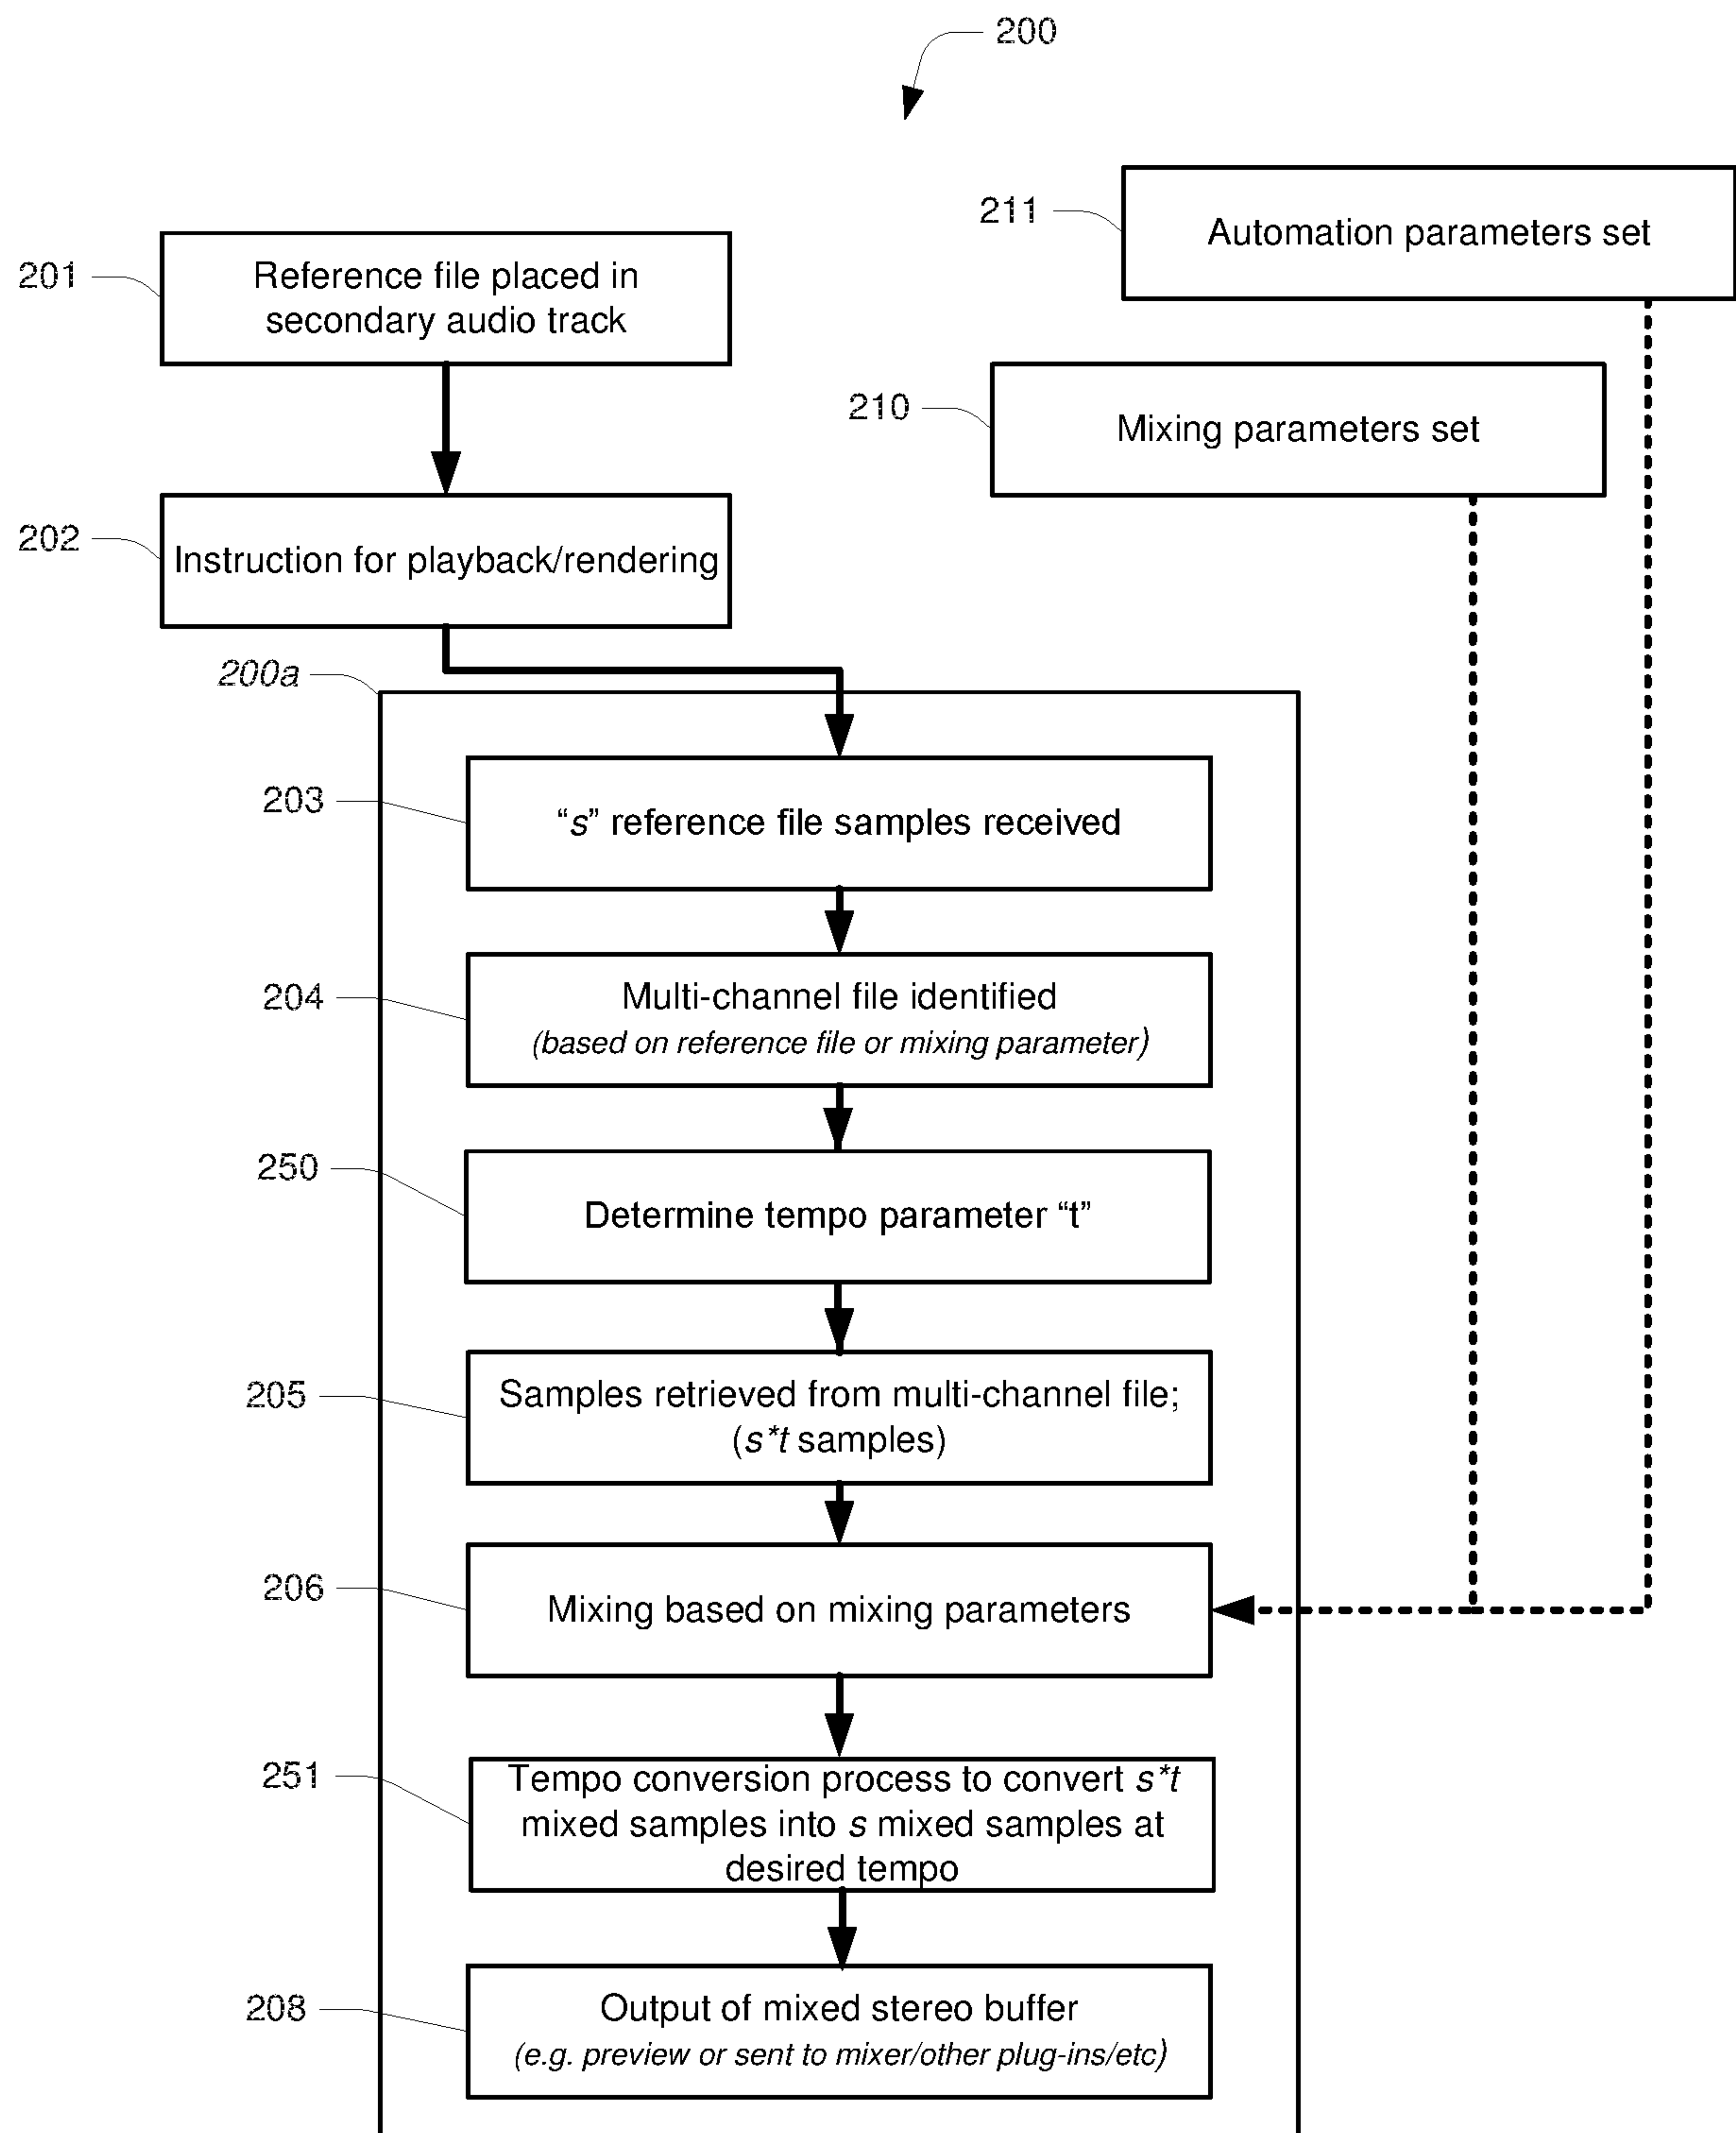 200
211
Automation parameters set
201
Reference file placed in
secondary audio track
210
Mixing parameters set
202
Instruction for playback/rendering
200a
203
“s” reference file samples received
204
Multi-channel file identified
(based on reference file or mixing parameter)
250
Determine tempo parameter “t”
205
Samples retrieved from multi-channel file;
(s*t samples)
206
Mixing based on mixing parameters
251
Tempo conversion process to convert s*t
mixed samples into s mixed samples at
desired tempo
208
Output of mixed stereo buffer
(e.g. preview or sent to mixer/other plug-ins/etc)